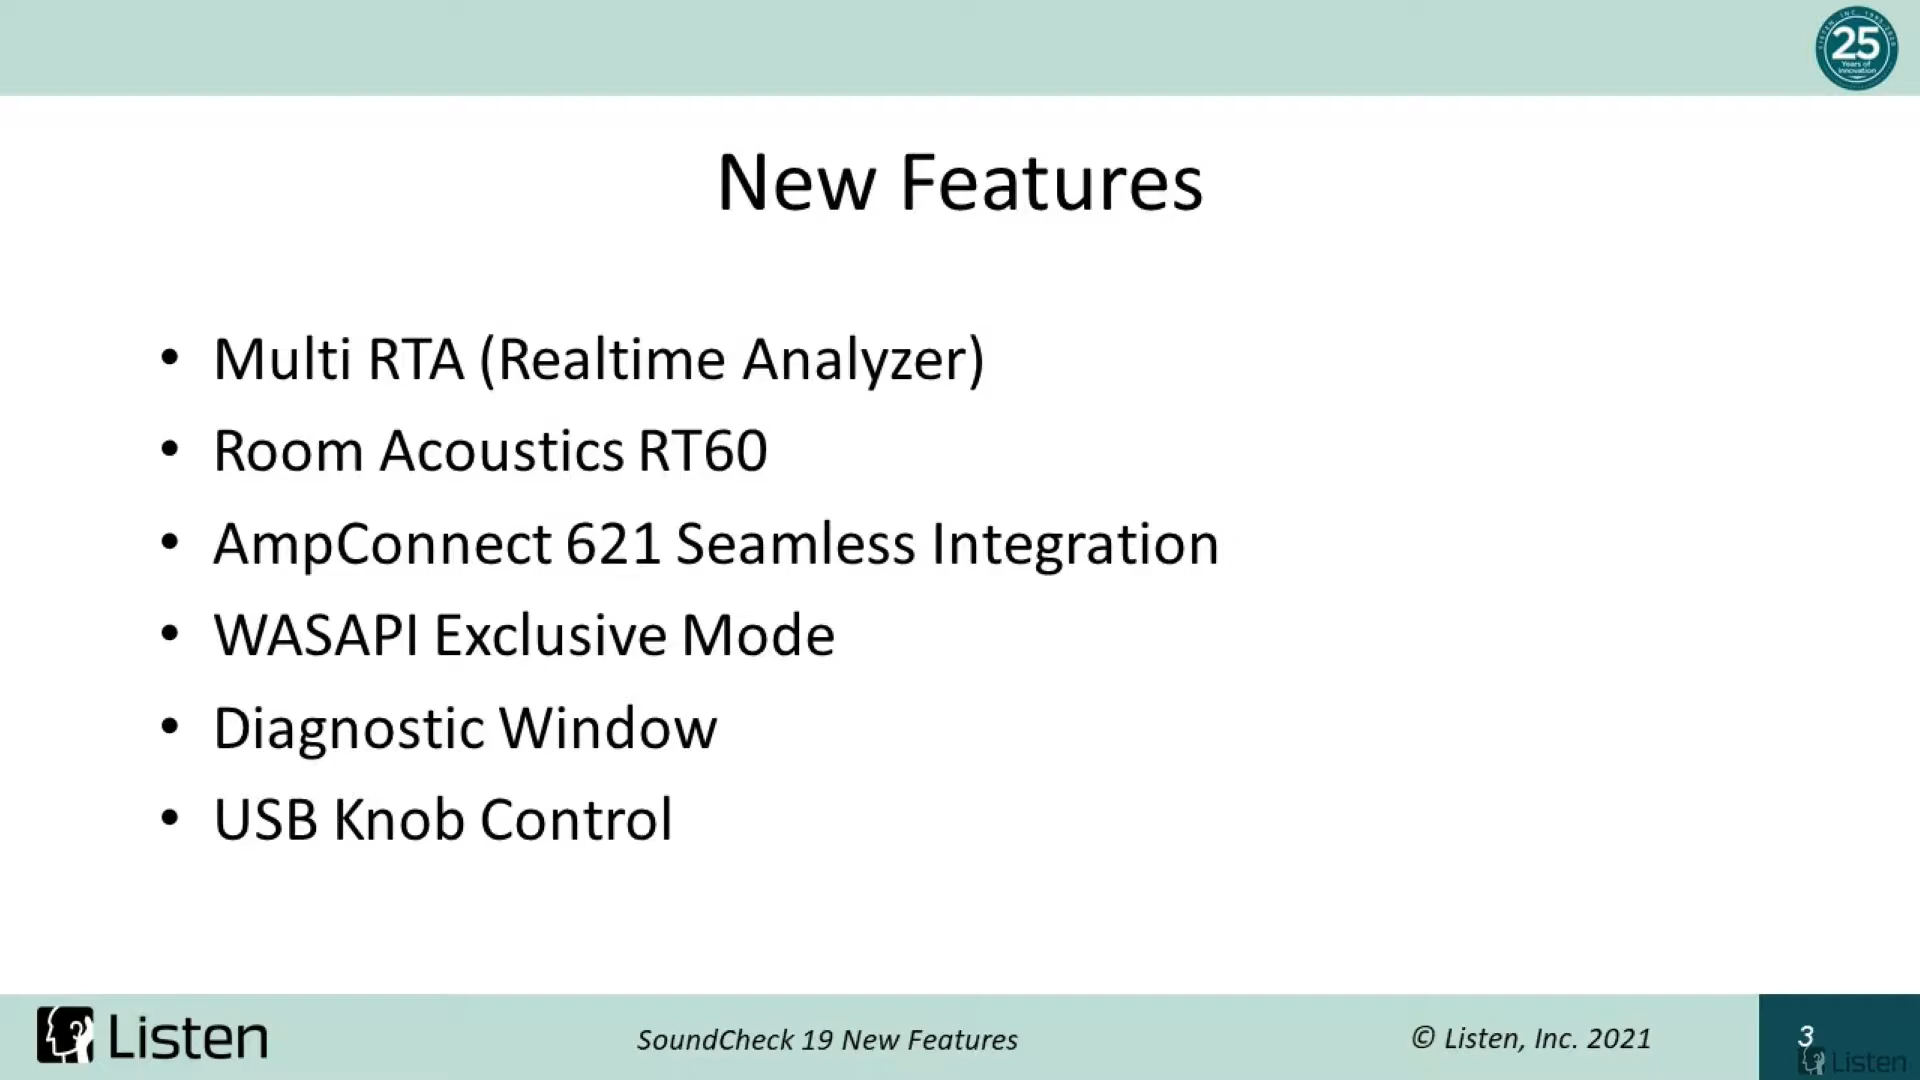 25
Years of
Innovation
New Features
• Multi RTA (Realtime Analyzer)
• Room Acoustics RT60
• AmpConnect 621 Seamless Integration
• WASAPI Exclusive Mode
• Diagnostic Window
• USB Knob Control
Listen
SoundCheck 19 New Features
© Listen, Inc. 2021
3
Listen